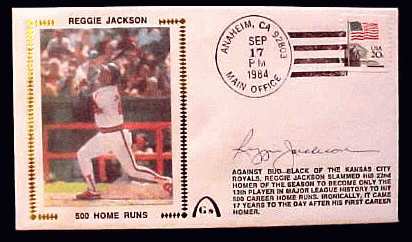 REGGIE JACKSON
ANAHEIM, CA 92803
SEP
17
PM
1984
MAIN OFFICE
USA
20c
Reggie Jackson
AGAINST BUD BLACK OF THE KANSAS CITY
ROYALS, REGGIE JACKSON SLAMMED HIS 22nd
HOMER OF THE SEASON TO BECOME ONLY THE
13th PLAYER IN MAJOR LEAGUE HISTORY TO HIT
500 CAREER HOME RUNS. IRONICALLY, IT CAME
17 YEARS TO THE DAY AFTER HIS FIRST CAREER
HOMER.
500 HOME RUNS